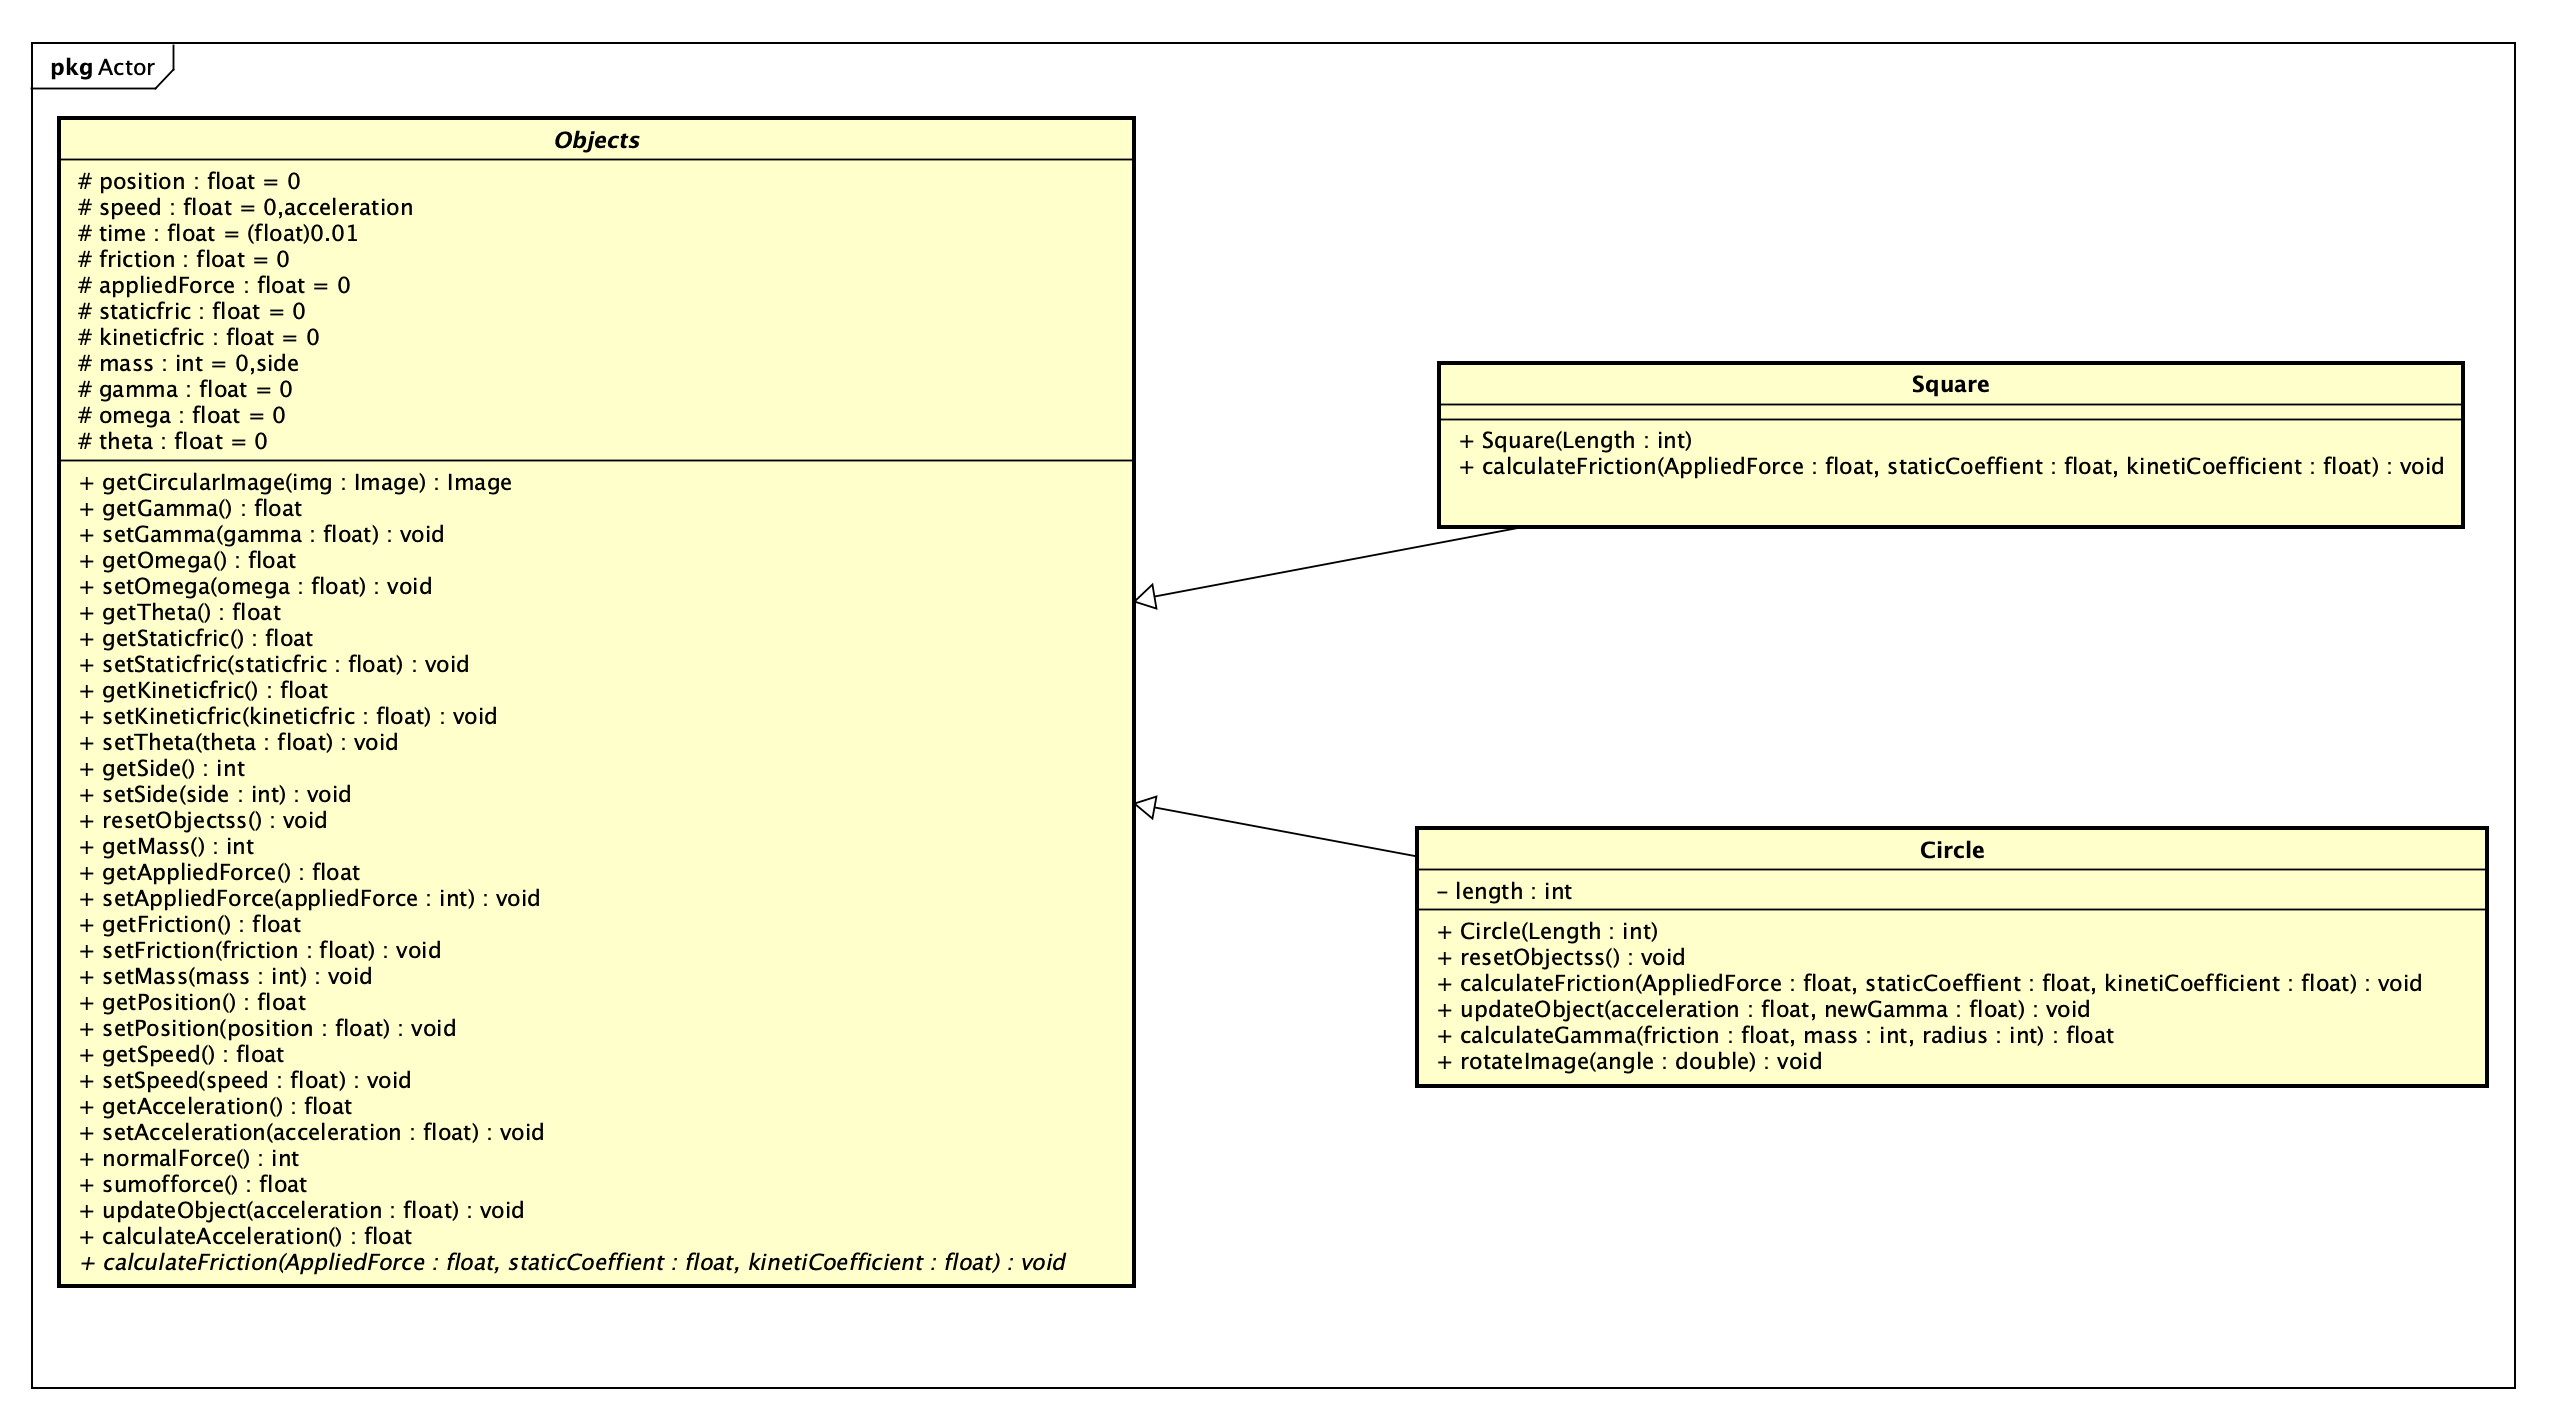 pkg Actor
Objects
# position : float = 0
# speed : float = 0,acceleration
# time : float = (float)0.01
# friction : float = 0
# appliedForce : float = 0
# staticfric : float = 0
# kineticfric : float = 0
# mass : int = 0,side
# gamma : float = 0
# omega : float = 0
# theta : float = 0
+ getCircularImage(img : Image) : Image
+ getGamma() : float
+ setGamma(gamma : float) : void
+ getOmega() : float
+ setOmega(omega : float) : void
+ getTheta() : float
+ getStaticfric() : float
+ setStaticfric(staticfric : float) : void
+ getKineticfric() : float
+ setKineticfric(kineticfric : float) : void
+ setTheta(theta : float) : void
+ getSide() : int
+ setSide(side : int) : void
+ resetObjectss() : void
+ getMass() : int
+ getAppliedForce() : float
+ setAppliedForce(appliedForce : int) : void
+ getFriction() : float
+ setFriction(friction : float) : void
+ setMass(mass : int) : void
+ getPosition() : float
+ setPosition(position : float) : void
+ getSpeed() : float
+ setSpeed(speed : float) : void
+ getAcceleration() : float
+ setAcceleration(acceleration : float) : void
+ normalForce() : int
+ sumofforce() : float
+ updateObject(acceleration : float) : void
+ calculateAcceleration() : float
+ calculateFriction(AppliedForce : float, staticCoeffient : float, kinetiCoefficient : float) : void
Square
+ Square(Length : int)
+ calculateFriction(AppliedForce : float, staticCoeffient : float, kinetiCoefficient : float) : void
Circle
- length : int
+ Circle(Length : int)
+ resetObjectss() : void
+ calculateFriction(AppliedForce : float, staticCoeffient : float, kinetiCoefficient : float) : void
+ updateObject(acceleration : float, newGamma : float) : void
+ calculateGamma(friction : float, mass : int, radius : int) : float
+ rotateImage(angle : double) : void